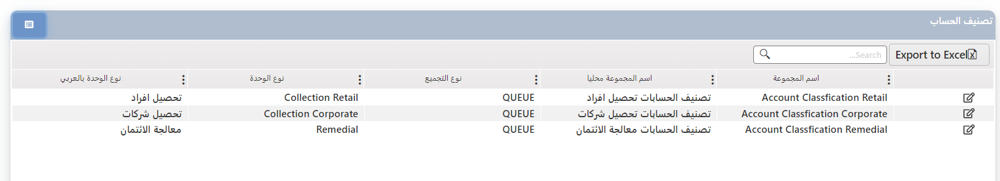 تصنيف الحساب
Export to Excel
Search...
اسم المجموعة
اسم المجموعة محليا
نوع التجميع
نوع الوحدة
نوع الوحدة بالعربي
Account Classfication Retail
تصنيف الحسابات تحصيل افراد
QUEUE
Collection Retail
تحصيل افراد
Account Classfication Corporate
تصنيف الحسابات تحصيل شركات
QUEUE
Collection Corporate
تحصيل شركات
Account Classfication Remedial
تصنيف الحسابات معالجة الائتمان
QUEUE
Remedial
معالجة الائتمان